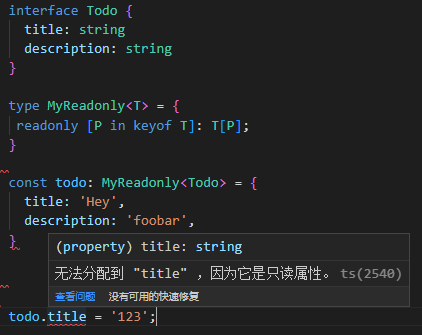 interface Todo {
  title: string
  description: string
}
type MyReadonly<T> = {
 readonly [P in keyof T]: T[P];
}
const todo: MyReadonly<Todo> = {
  title: 'Hey',
  description: 'foobar',
}
(property) title: string
无法分配到 "title" ，因为它是只读属性。 ts(2540)
查看问题 没有可用的快速修复
todo.title = '123';